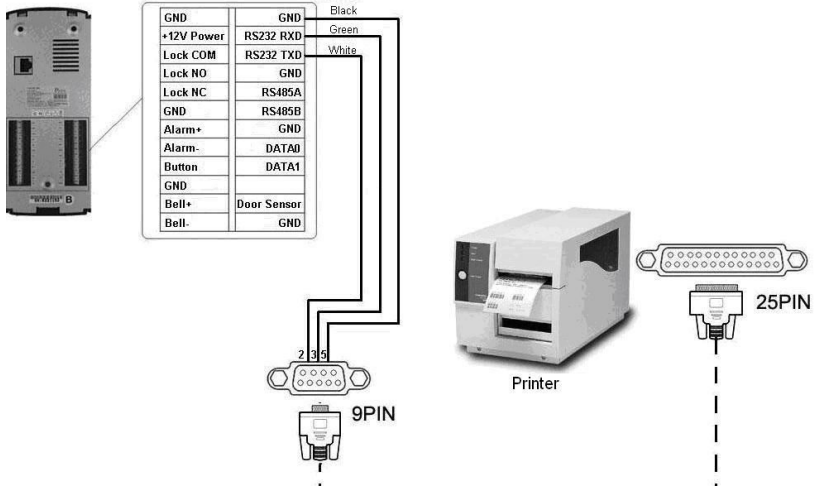 Black
GND GND
Green
+12V Power RS232 RXD
White
Lock COM RS232 TXD
Lock NO GND
Lock NC RS485A
GND RS485B
Alarm+ GND
Alarm- DATA0
Button DATA1
GND
Bell+ Door Sensor
Bell- GND
B
2 3 5
9PIN
25PIN
Printer